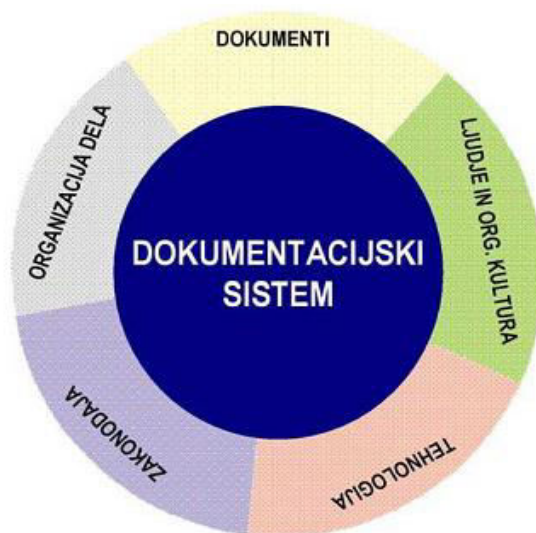 DOKUMENTI
LJUDJE IN ORG. KULTURA
TEHNOLOGIJA
ZAKONODAJA
ORGANIZACIJA DELA
DOKUMENTACIJSKI
SISTEM